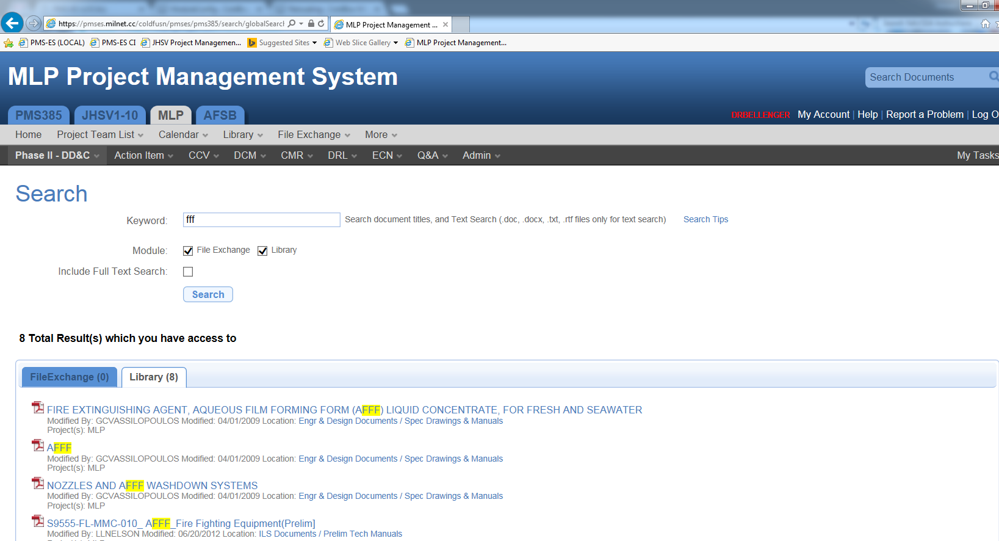 https://pmses.milnet.cc/coldfusn/pmses/pms385/search/globalSearch
MLP Project Management ...
PMS-ES (LOCAL) PMS-ES CI JHSV Project Managemen... Suggested Sites Web Slice Gallery MLP Project Management...
MLP Project Management System
Search Documents
PMS385 JHSV1-10 MLP AFSB
DRBELLENGER My Account | Help | Report a Problem | Log O
Home Project Team List Calendar Library File Exchange More
Phase II - DD&C Action Item CCV DCM CMR DRL ECN Q&A Admin My Tasks
Search
Keyword: fff Search document titles, and Text Search (.doc, .docx, .txt, .rtf files only for text search) Search Tips
Module: File Exchange Library
Include Full Text Search:
Search
8 Total Result(s) which you have access to
FileExchange (0) Library (8)
FIRE EXTINGUISHING AGENT, AQUEOUS FILM FORMING FORM (AFFF) LIQUID CONCENTRATE, FOR FRESH AND SEAWATER
Modified By: GCVASSILOPOULOS Modified: 04/01/2009 Location: Engr & Design Documents / Spec Drawings & Manuals
Project(s): MLP
AFFF
Modified By: GCVASSILOPOULOS Modified: 04/01/2009 Location: Engr & Design Documents / Spec Drawings & Manuals
Project(s): MLP
NOZZLES AND AFFF WASHDOWN SYSTEMS
Modified By: GCVASSILOPOULOS Modified: 04/01/2009 Location: Engr & Design Documents / Spec Drawings & Manuals
Project(s): MLP
S9555-FL-MMC-010_ AFFF_Fire Fighting Equipment(Prelim]
Modified By: LLNELSON Modified: 06/20/2012 Location: ILS Documents / Prelim Tech Manuals